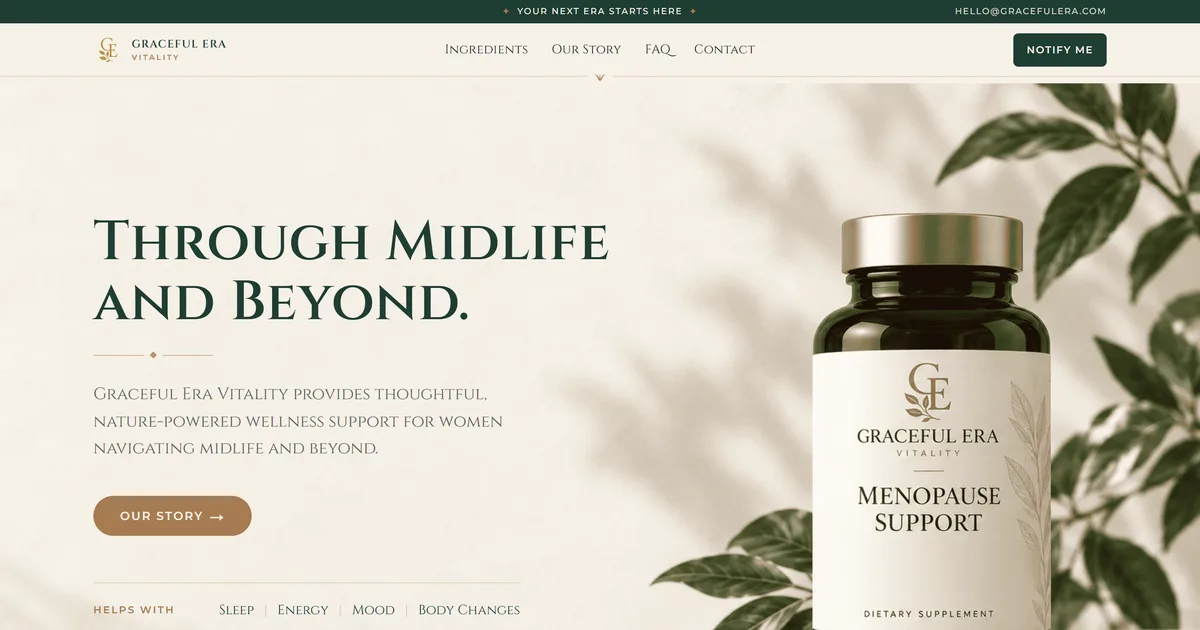 ✦ YOUR NEXT ERA STARTS HERE ✦
HELLO@GRACEFULERA.COM
GE
GRACEFUL ERA
VITALITY
Ingredients
Our Story
FAQ
Contact
NOTIFY ME
Through Midlife
and Beyond.
Graceful Era Vitality provides thoughtful,
nature-powered wellness support for women
navigating midlife and beyond.
OUR STORY →
HELPS WITH
Sleep | Energy | Mood | Body Changes
GE
GRACEFUL ERA
VITALITY
MENOPAUSE
SUPPORT
DIETARY SUPPLEMENT